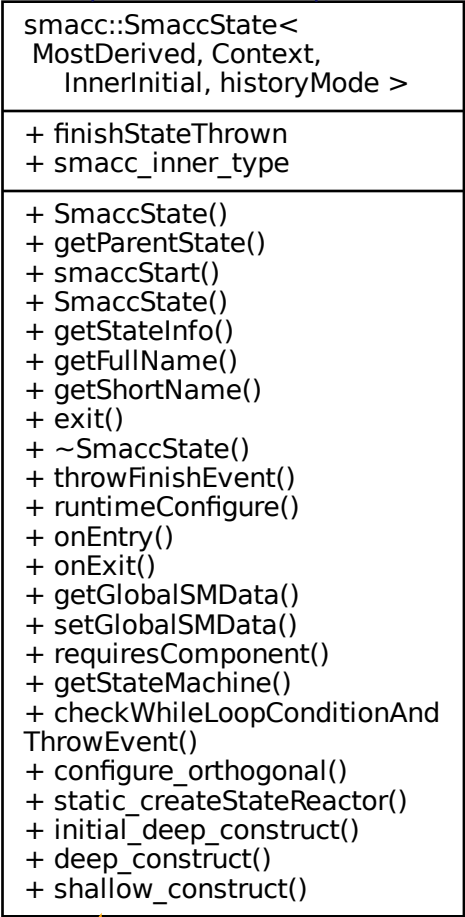 smacc::SmaccState<
MostDerived, Context,
InnerInitial, historyMode >
+ finishStateThrown
+ smacc_inner_type
+ SmaccState()
+ getParentState()
+ smaccStart()
+ SmaccState()
+ getStateInfo()
+ getFullName()
+ getShortName()
+ exit()
+ ~SmaccState()
+ throwFinishEvent()
+ runtimeConfigure()
+ onEntry()
+ onExit()
+ getGlobalSMData()
+ setGlobalSMData()
+ requiresComponent()
+ getStateMachine()
+ checkWhileLoopConditionAnd
ThrowEvent()
+ configure_orthogonal()
+ static_createStateReactor()
+ initial_deep_construct()
+ deep_construct()
+ shallow_construct()